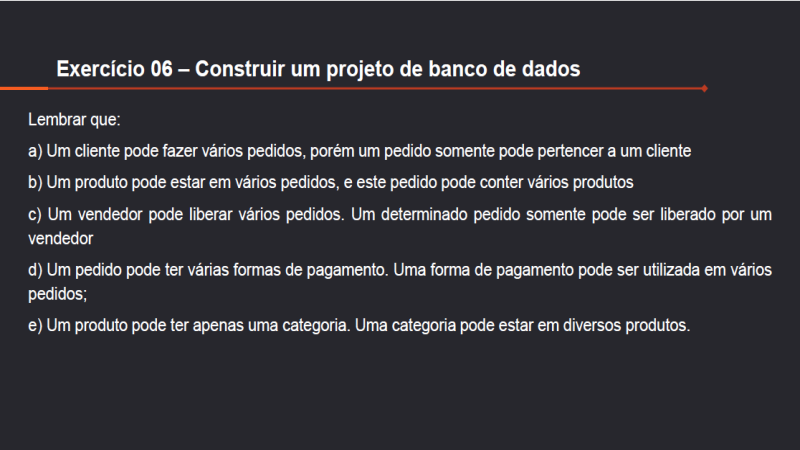 Exercício 06 – Construir um projeto de banco de dados
Lembrar que:
a) Um cliente pode fazer vários pedidos, porém um pedido somente pode pertencer a um cliente
b) Um produto pode estar em vários pedidos, e este pedido pode conter vários produtos
c) Um vendedor pode liberar vários pedidos. Um determinado pedido somente pode ser liberado por um
vendedor
d) Um pedido pode ter várias formas de pagamento. Uma forma de pagamento pode ser utilizada em vários
pedidos;
e) Um produto pode ter apenas uma categoria. Uma categoria pode estar em diversos produtos.